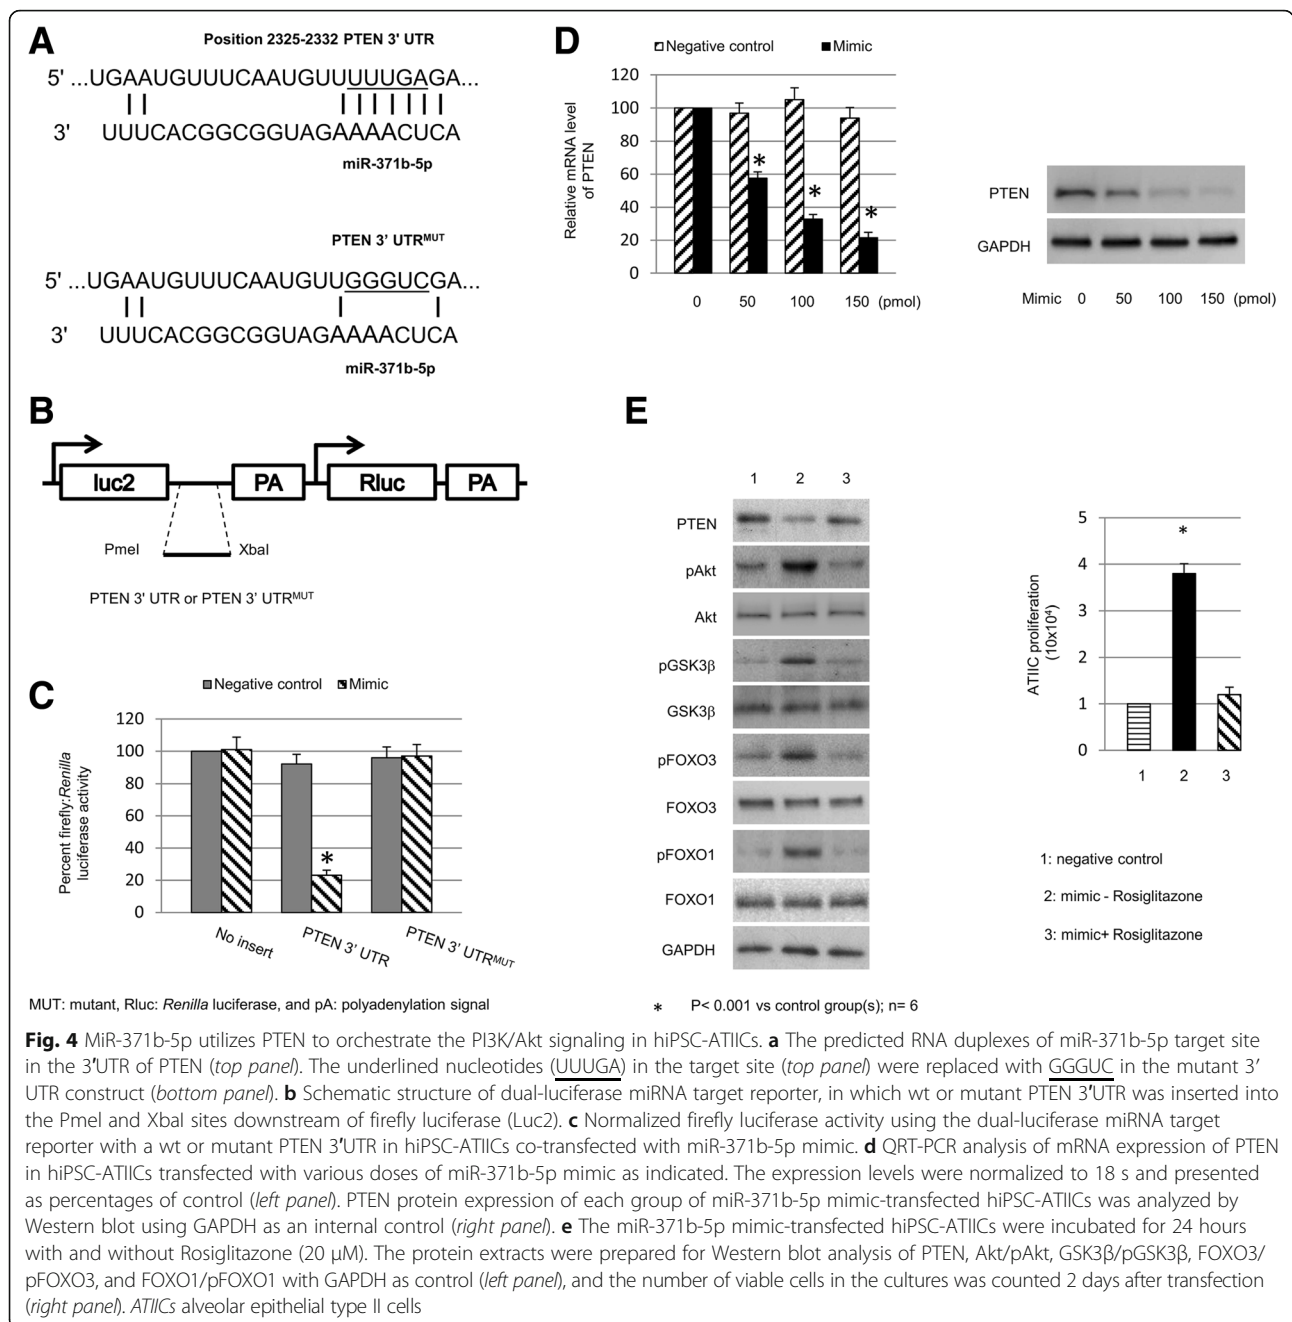 A
Position 2325-2332 PTEN 3' UTR
5' ...UGAAUGUUUCAAUGUUUUUGAGA...
3' UUUCACGGCGGUAGAAAACUCA
miR-371b-5p
PTEN 3' UTRMUT
5' ...UGAAUGUUUCAAUGUUGGGUCGA...
3' UUUCACGGCGGUAGAAAACUCA
miR-371b-5p
B
luc2 PA Rluc PA
PmeI XbaI
PTEN 3' UTR or PTEN 3' UTRMUT
C
Negative control Mimic
Percent firefly:Renilla
luciferase activity
120
100
80
60
40
20
0
*
No insert PTEN 3' UTR PTEN 3' UTRMUT
MUT: mutant, Rluc: Renilla luciferase, and pA: polyadenylation signal
D
Negative control Mimic
Relative mRNA level
of PTEN
120
100
80
60
40
20
0
* * *
0 50 100 150 (pmol)
PTEN
GAPDH
Mimic 0 50 100 150 (pmol)
E
1 2 3
PTEN
pAkt
Akt
pGSK3β
GSK3β
pFOXO3
FOXO3
pFOXO1
FOXO1
GAPDH
ATIIC proliferation
(10x10⁴)
5
4
3
2
1
0
*
1 2 3
1: negative control
2: mimic - Rosiglitazone
3: mimic+ Rosiglitazone
* P< 0.001 vs control group(s); n= 6
Fig. 4 MiR-371b-5p utilizes PTEN to orchestrate the PI3K/Akt signaling in hiPSC-ATIICs. a The predicted RNA duplexes of miR-371b-5p target site
in the 3′UTR of PTEN (top panel). The underlined nucleotides (UUUGA) in the target site (top panel) were replaced with GGGUC in the mutant 3′
UTR construct (bottom panel). b Schematic structure of dual-luciferase miRNA target reporter, in which wt or mutant PTEN 3′UTR was inserted into
the PmeI and XbaI sites downstream of firefly luciferase (Luc2). c Normalized firefly luciferase activity using the dual-luciferase miRNA target
reporter with a wt or mutant PTEN 3′UTR in hiPSC-ATIICs co-transfected with miR-371b-5p mimic. d QRT-PCR analysis of mRNA expression of PTEN
in hiPSC-ATIICs transfected with various doses of miR-371b-5p mimic as indicated. The expression levels were normalized to 18 s and presented
as percentages of control (left panel). PTEN protein expression of each group of miR-371b-5p mimic-transfected hiPSC-ATIICs was analyzed by
Western blot using GAPDH as an internal control (right panel). e The miR-371b-5p mimic-transfected hiPSC-ATIICs were incubated for 24 hours
with and without Rosiglitazone (20 μM). The protein extracts were prepared for Western blot analysis of PTEN, Akt/pAkt, GSK3β/pGSK3β, FOXO3/
pFOXO3, and FOXO1/pFOXO1 with GAPDH as control (left panel), and the number of viable cells in the cultures was counted 2 days after transfection
(right panel). ATIICs alveolar epithelial type II cells